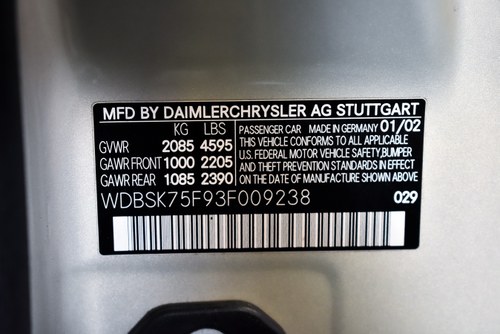 MFD BY DAIMLERCHRYSLER AG STUTTGART
KG LBS
GVWR 2085 4595
GAWR FRONT 1000 2205
GAWR REAR 1085 2390
PASSENGER CAR MADE IN GERMANY 01/02
THIS VEHICLE CONFORMS TO ALL APPLICABLE
U.S. FEDERAL MOTOR VEHICLE SAFETY, BUMPER
AND THEFT PREVENTION STANDARDS IN EFFECT
ON THE DATE OF MANUFACTURE SHOWN ABOVE
WDBSK75F93F009238 029